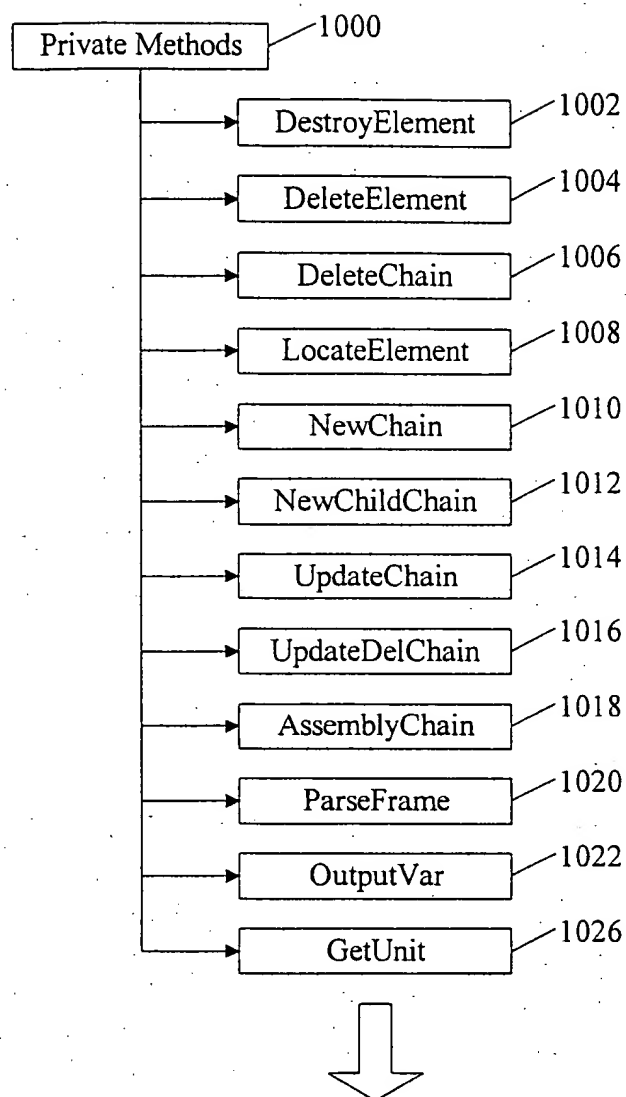 Private Methods 1000
DestroyElement 1002
DeleteElement 1004
DeleteChain 1006
LocateElement 1008
NewChain 1010
NewChildChain 1012
UpdateChain 1014
UpdateDelChain 1016
AssemblyChain 1018
ParseFrame 1020
OutputVar 1022
GetUnit 1026